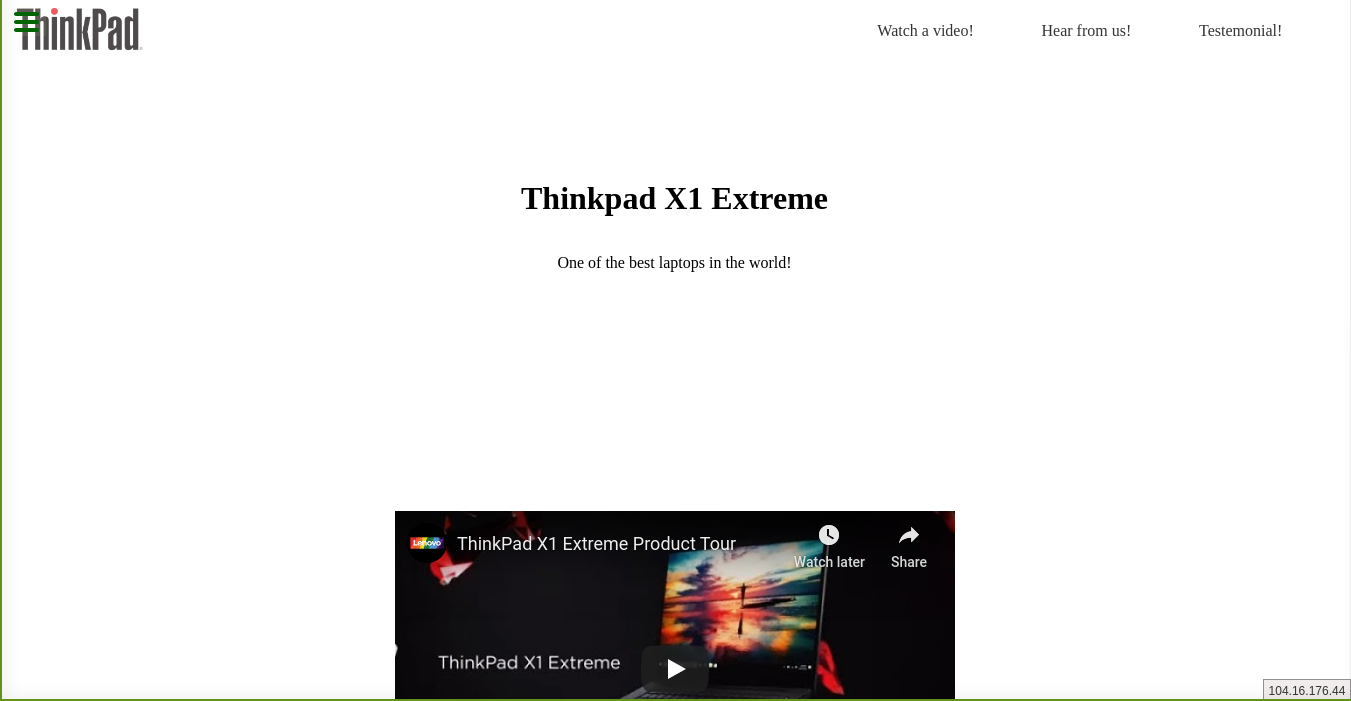 ThinkPad
Watch a video!
Hear from us!
Testemonial!
Thinkpad X1 Extreme
One of the best laptops in the world!
Lenovo
ThinkPad X1 Extreme Product Tour
Watch later
Share
ThinkPad X1 Extreme
104.16.176.44